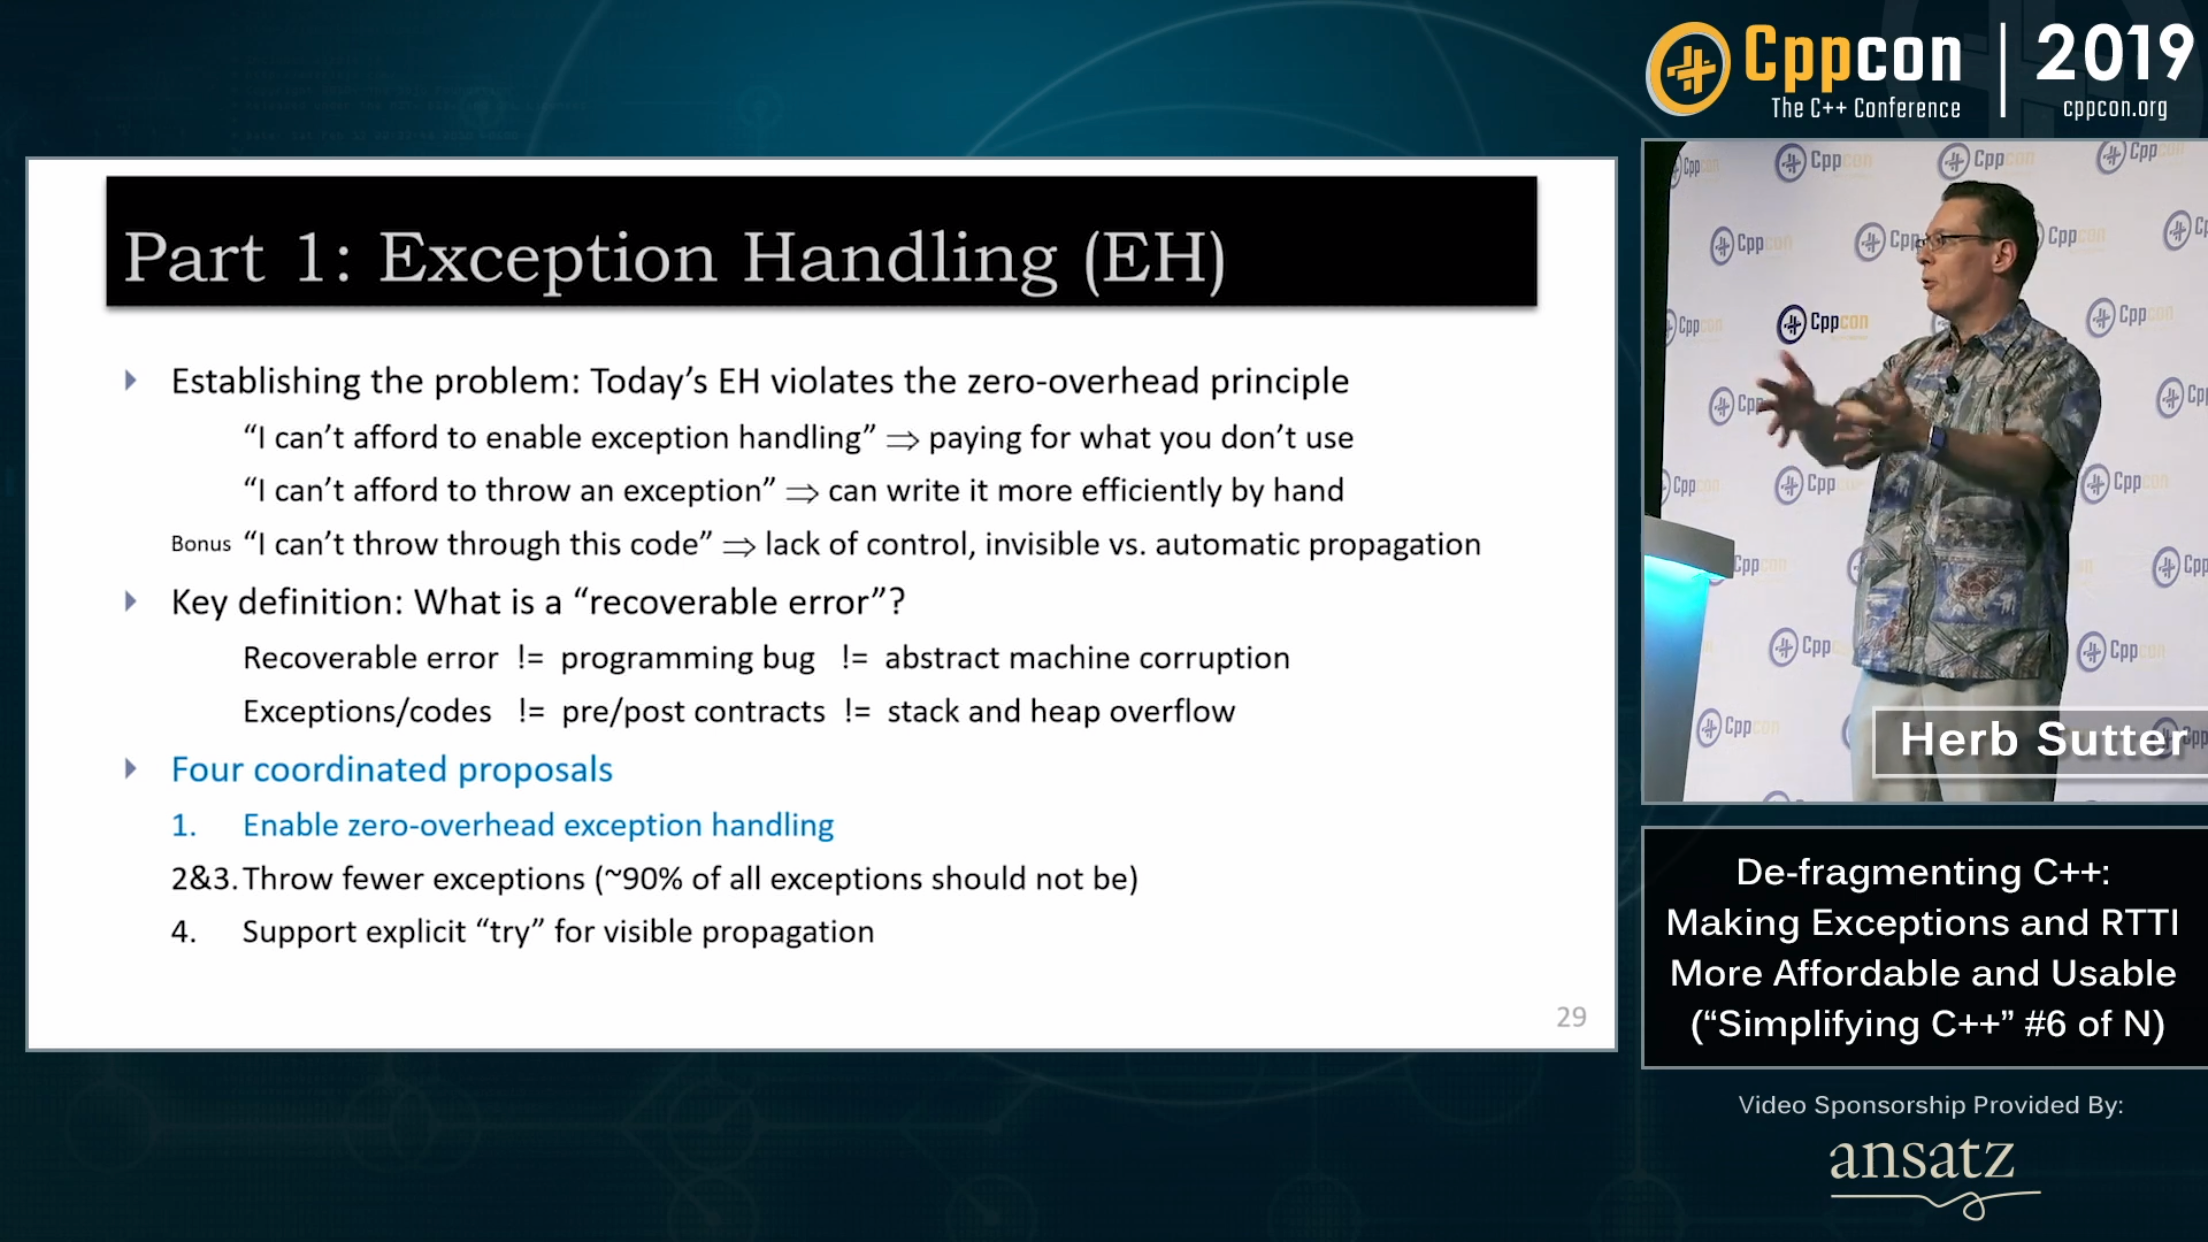 Cppcon | 2019
The C++ Conference
cppcon.org
Part 1: Exception Handling (EH)
Establishing the problem: Today’s EH violates the zero-overhead principle
“I can’t afford to enable exception handling” ⇒ paying for what you don’t use
“I can’t afford to throw an exception” ⇒ can write it more efficiently by hand
Bonus “I can’t throw through this code” ⇒ lack of control, invisible vs. automatic propagation
Key definition: What is a “recoverable error”?
Recoverable error != programming bug != abstract machine corruption
Exceptions/codes != pre/post contracts != stack and heap overflow
Four coordinated proposals
1. Enable zero-overhead exception handling
2&3. Throw fewer exceptions (~90% of all exceptions should not be)
4. Support explicit “try” for visible propagation
29
Cppcon
Herb Sutter
De-fragmenting C++:
Making Exceptions and RTTI
More Affordable and Usable
(“Simplifying C++” #6 of N)
Video Sponsorship Provided By:
ansatz